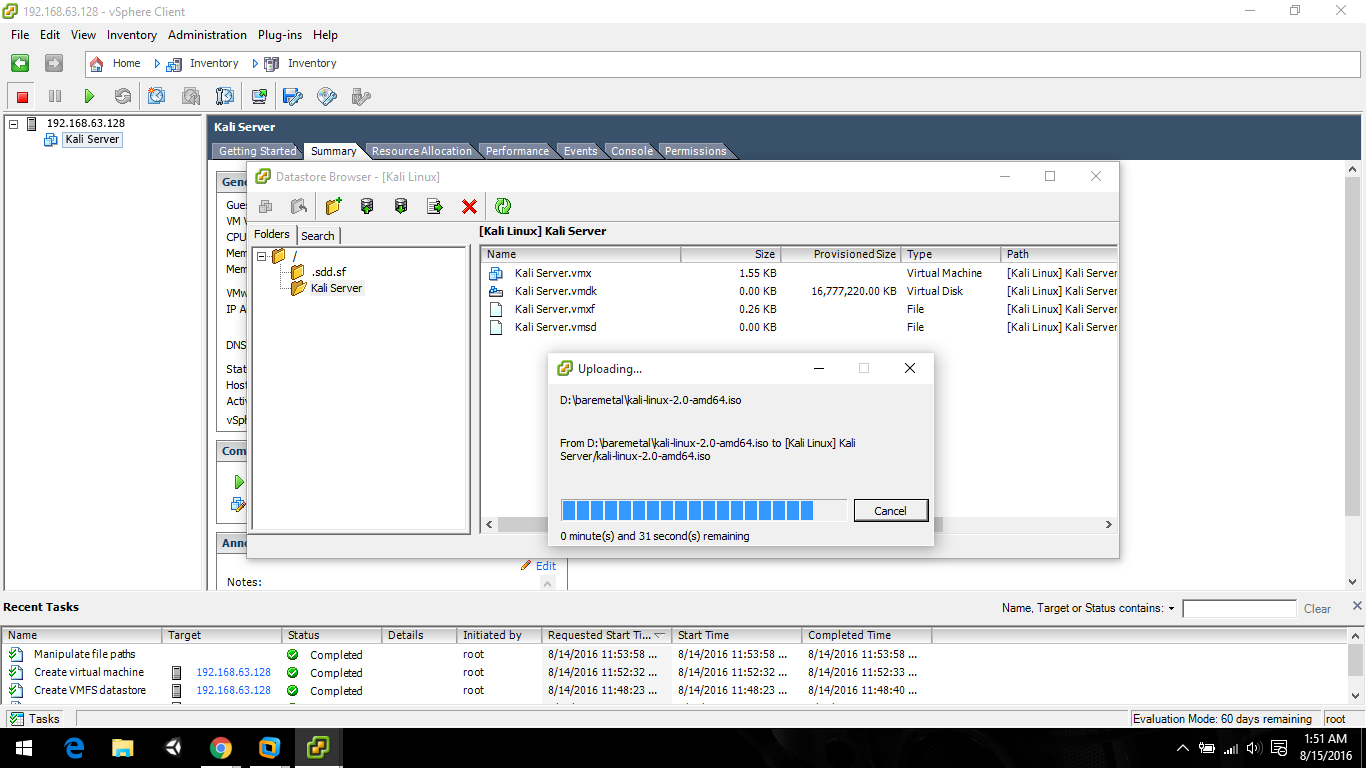 192.168.63.128 - vSphere Client
File Edit View Inventory Administration Plug-ins Help
Home Inventory Inventory
192.168.63.128
Kali Server
Kali Server
Getting Started Summary Resource Allocation Performance Events Console Permissions
Gene
Gues
VM V
CPU
Mem
Mem
VMw
IP A
DNS
Stat
Host
Activ
vSph
Com
Anno
Notes:
Edit
Datastore Browser - [Kali Linux]
Folders Search
/
.sdd.sf
Kali Server
[Kali Linux] Kali Server
Name Size Provisioned Size Type Path
Kali Server.vmx 1.55 KB Virtual Machine [Kali Linux] Kali Server
Kali Server.vmdk 0.00 KB 16,777,220.00 KB Virtual Disk [Kali Linux] Kali Server
Kali Server.vmxf 0.26 KB File [Kali Linux] Kali Server
Kali Server.vmsd 0.00 KB File [Kali Linux] Kali Server
Uploading...
D:\baremetal\kali-linux-2.0-amd64.iso
From D:\baremetal\kali-linux-2.0-amd64.iso to [Kali Linux] Kali
Server/kali-linux-2.0-amd64.iso
Cancel
0 minute(s) and 31 second(s) remaining
Recent Tasks
Name, Target or Status contains: Clear
Name Target Status Details Initiated by Requested Start Ti... Start Time Completed Time
Manipulate file paths Completed root 8/14/2016 11:53:58 ... 8/14/2016 11:53:58 ... 8/14/2016 11:53:58 ...
Create virtual machine 192.168.63.128 Completed root 8/14/2016 11:52:32 ... 8/14/2016 11:52:32 ... 8/14/2016 11:52:33 ...
Create VMFS datastore 192.168.63.128 Completed root 8/14/2016 11:48:23 ... 8/14/2016 11:48:23 ... 8/14/2016 11:48:40 ...
Tasks
Evaluation Mode: 60 days remaining root
1:51 AM
8/15/2016